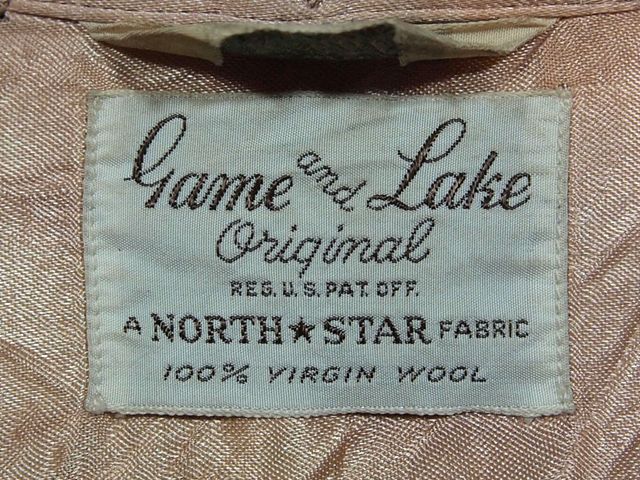 Game and Lake
Original
REG. U.S. PAT. OFF.
A NORTH★STAR FABRIC
100% VIRGIN WOOL